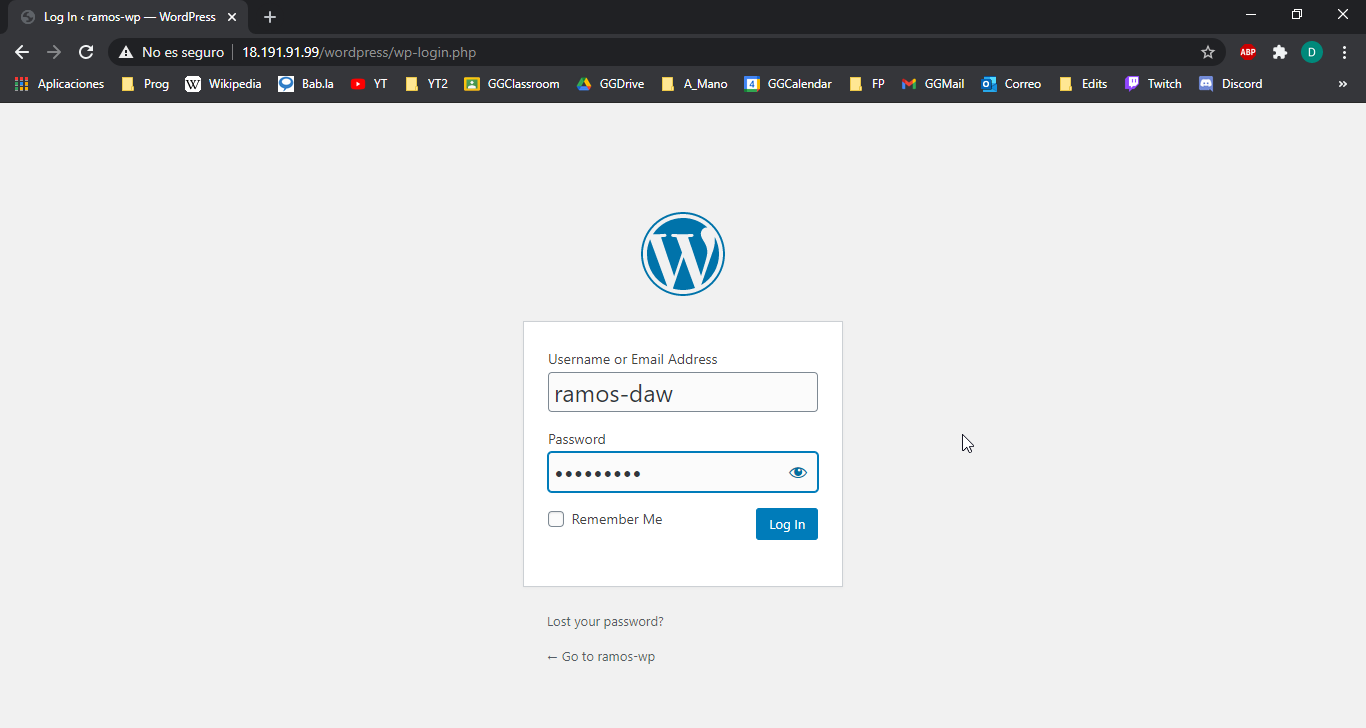 Log In ‹ ramos-wp — WordPress
No es seguro 18.191.91.99/wordpress/wp-login.php
ABP D
Aplicaciones Prog Wikipedia Bab.la YT YT2 GGClassroom GGDrive A_Mano GGCalendar FP GGMail Correo Edits Twitch Discord »
Username or Email Address
ramos-daw
Password
•••••••••
Remember Me
Log In
Lost your password?
← Go to ramos-wp